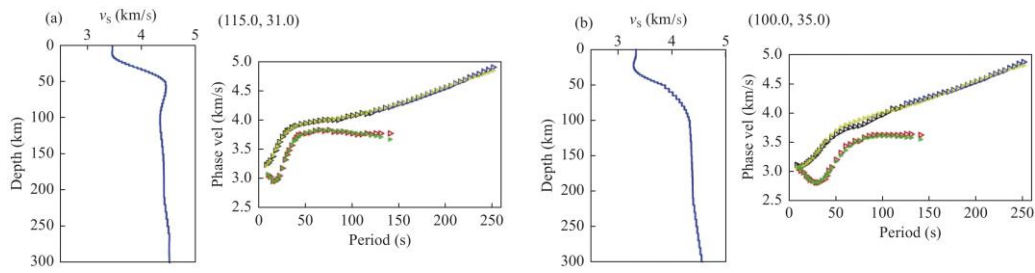 (a)
vS (km/s)
3 4 5
(115.0, 31.0)
0
50
100
150
200
250
300
Depth (km)
5.0
4.5
4.0
3.5
3.0
2.5
Phase vel (km/s)
0 50 100 150 200 250
Period (s)
(b)
vS (km/s)
3 4 5
(100.0, 35.0)
0
50
100
150
200
250
300
Depth (km)
5.0
4.5
4.0
3.5
3.0
2.5
Phase vel (km/s)
0 50 100 150 200 250
Period (s)